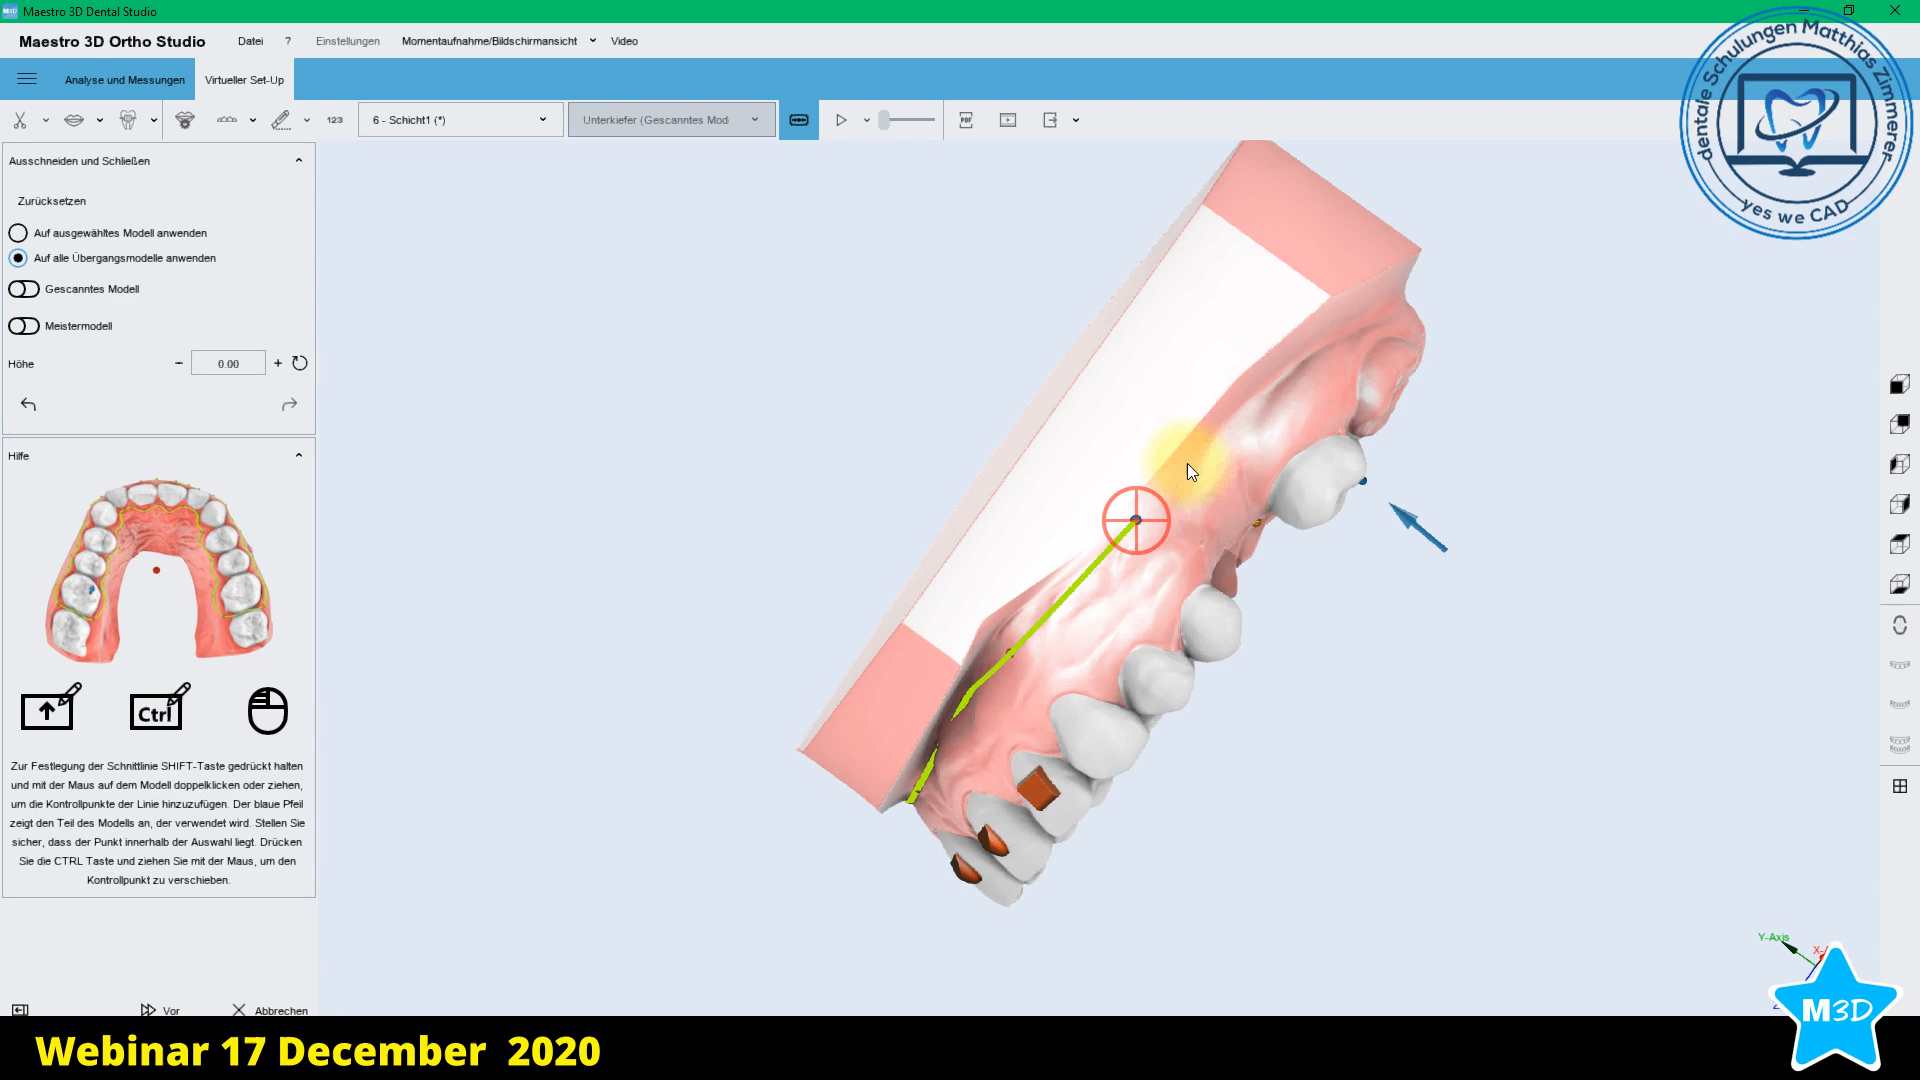 Maestro 3D Dental Studio
Maestro 3D Ortho Studio
Datei
?
Einstellungen
Momentaufnahme/Bildschirmansicht
Video
Analyse und Messungen
Virtueller Set-Up
123
6 - Schicht1 (*)
Unterkiefer (Gescanntes Mod
PDF
dentale Schulungen Matthias Zimmerer
yes we CAD
Ausschneiden und Schließen
Zurücksetzen
Auf ausgewähltes Modell anwenden
Auf alle Übergangsmodelle anwenden
Gescanntes Modell
Meistermodell
Höhe
0.00
Hilfe
Ctrl
Zur Festlegung der Schnittlinie SHIFT-Taste gedrückt halten
und mit der Maus auf dem Modell doppelklicken oder ziehen,
um die Kontrollpunkte der Linie hinzuzufügen. Der blaue Pfeil
zeigt den Teil des Modells an, der verwendet wird. Stellen Sie
sicher, dass der Punkt innerhalb der Auswahl liegt. Drücken
Sie die CTRL Taste und ziehen Sie mit der Maus, um den
Kontrollpunkt zu verschieben.
Y-Axis
X-
Vor
Abbrechen
M3D
Webinar 17 December 2020